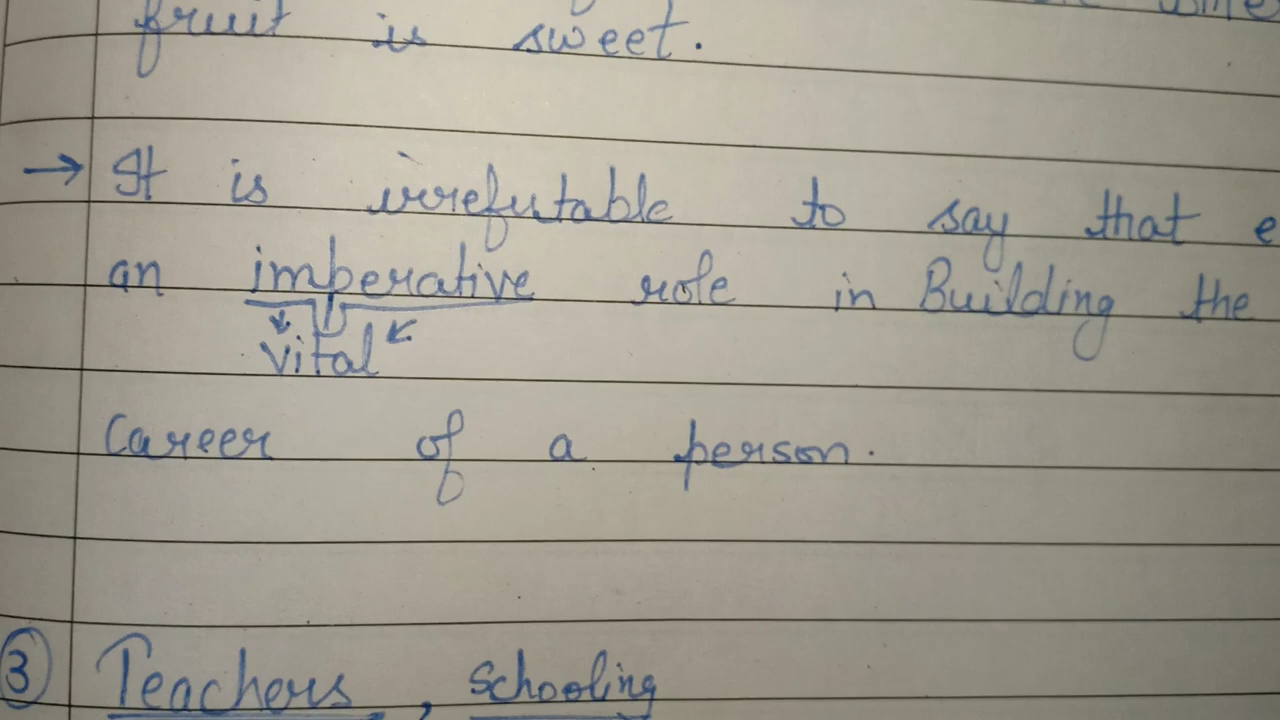 fruit is sweet.
→ It is irrefutable to say that e
an imperative role in Building the
vital
Career of a person.
③ Teachers, Schooling